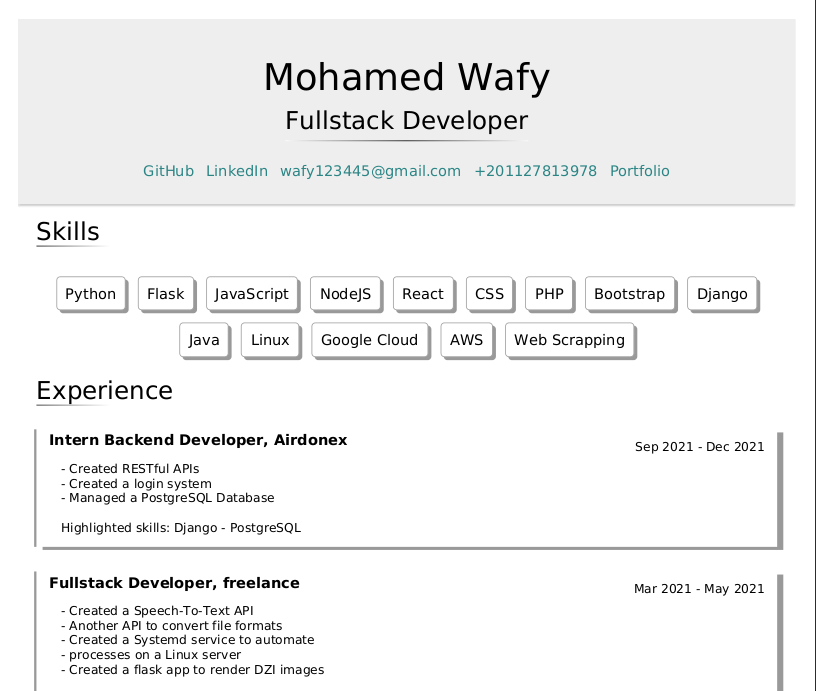 Mohamed Wafy
Fullstack Developer
GitHub LinkedIn wafy123445@gmail.com +201127813978 Portfolio
Skills
Python Flask JavaScript NodeJS React CSS PHP Bootstrap Django
Java Linux Google Cloud AWS Web Scrapping
Experience
Intern Backend Developer, Airdonex
Sep 2021 - Dec 2021
- Created RESTful APIs
- Created a login system
- Managed a PostgreSQL Database
Highlighted skills: Django - PostgreSQL
Fullstack Developer, freelance
Mar 2021 - May 2021
- Created a Speech-To-Text API
- Another API to convert file formats
- Created a Systemd service to automate
- processes on a Linux server
- Created a flask app to render DZI images